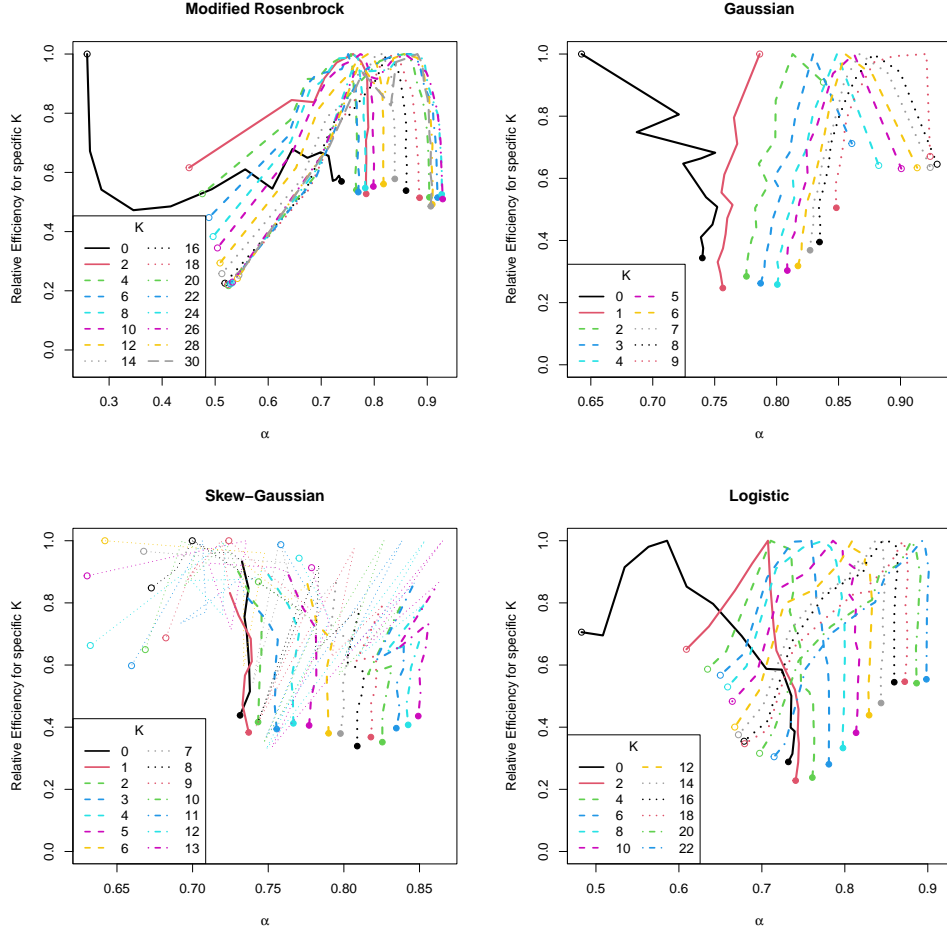 Modified Rosenbrock
Relative Efficiency for specific K
1.0
0.8
0.6
0.4
0.2
0.0
K
0 16
2 18
4 20
6 22
8 24
10 26
12 28
14 30
0.3 0.4 0.5 0.6 0.7 0.8 0.9
α
Gaussian
Relative Efficiency for specific K
1.0
0.8
0.6
0.4
0.2
0.0
K
0 5
1 6
2 7
3 8
4 9
0.65 0.70 0.75 0.80 0.85 0.90
α
Skew−Gaussian
Relative Efficiency for specific K
1.0
0.8
0.6
0.4
0.2
0.0
K
0 7
1 8
2 9
3 10
4 11
5 12
6 13
0.65 0.70 0.75 0.80 0.85
α
Logistic
Relative Efficiency for specific K
1.0
0.8
0.6
0.4
0.2
0.0
K
0 12
2 14
4 16
6 18
8 20
10 22
0.5 0.6 0.7 0.8 0.9
α